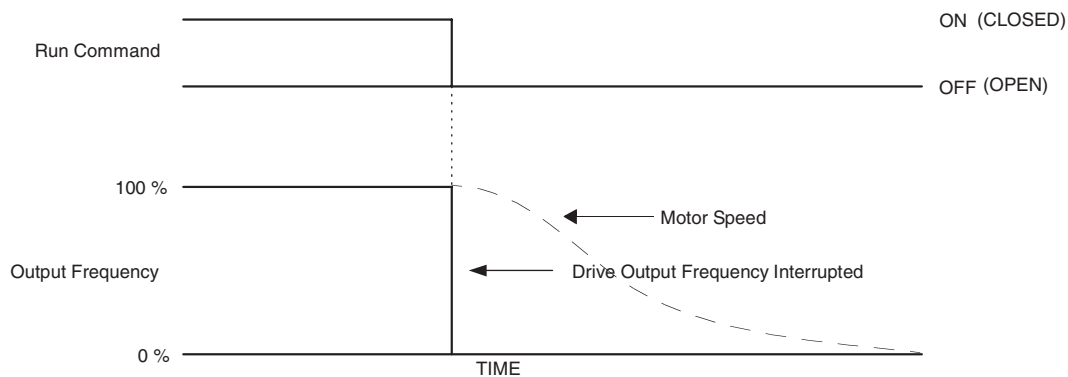 ON (CLOSED)
Run Command
OFF (OPEN)
100 %
Motor Speed
Output Frequency
Drive Output Frequency Interrupted
0 %
TIME